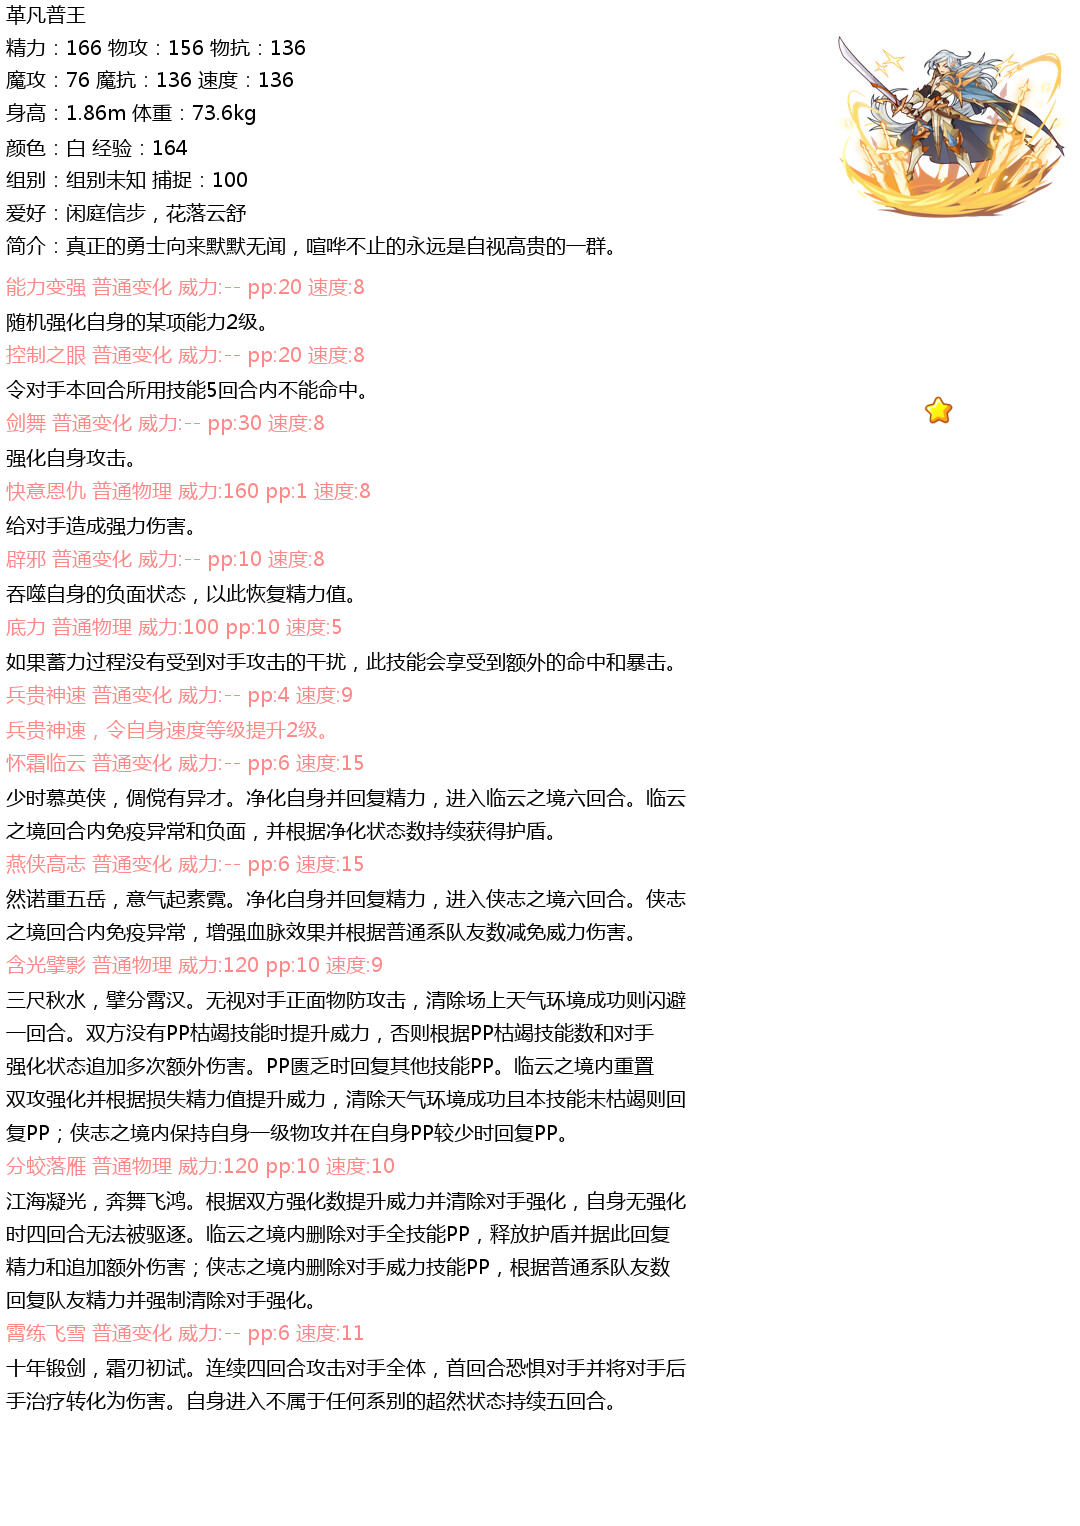 革凡普王
精力：166 物攻：156 物抗：136
魔攻：76 魔抗：136 速度：136
身高：1.86m 体重：73.6kg
颜色：白 经验：164
组别：组别未知 捕捉：100
爱好：闲庭信步，花落云舒
简介：真正的勇士向来默默无闻，喧哗不止的永远是自视高贵的一群。
能力变强 普通变化 威力:-- pp:20 速度:8
随机强化自身的某项能力2级。
控制之眼 普通变化 威力:-- pp:20 速度:8
令对手本回合所用技能5回合内不能命中。
剑舞 普通变化 威力:-- pp:30 速度:8
强化自身攻击。
快意恩仇 普通物理 威力:160 pp:1 速度:8
给对手造成强力伤害。
辟邪 普通变化 威力:-- pp:10 速度:8
吞噬自身的负面状态，以此恢复精力值。
底力 普通物理 威力:100 pp:10 速度:5
如果蓄力过程没有受到对手攻击的干扰，此技能会享受到额外的命中和暴击。
兵贵神速 普通变化 威力:-- pp:4 速度:9
兵贵神速，令自身速度等级提升2级。
怀霜临云 普通变化 威力:-- pp:6 速度:15
少时慕英侠，倜傥有异才。净化自身并回复精力，进入临云之境六回合。临云
之境回合内免疫异常和负面，并根据净化状态数持续获得护盾。
燕侠高志 普通变化 威力:-- pp:6 速度:15
然诺重五岳，意气起素霓。净化自身并回复精力，进入侠志之境六回合。侠志
之境回合内免疫异常，增强血脉效果并根据普通系队友数减免威力伤害。
含光擘影 普通物理 威力:120 pp:10 速度:9
三尺秋水，擘分霄汉。无视对手正面物防攻击，清除场上天气环境成功则闪避
一回合。双方没有PP枯竭技能时提升威力，否则根据PP枯竭技能数和对手
强化状态追加多次额外伤害。PP匮乏时回复其他技能PP。临云之境内重置
双攻强化并根据损失精力值提升威力，清除天气环境成功且本技能未枯竭则回
复PP；侠志之境内保持自身一级物攻并在自身PP较少时回复PP。
分蛟落雁 普通物理 威力:120 pp:10 速度:10
江海凝光，奔舞飞鸿。根据双方强化数提升威力并清除对手强化，自身无强化
时四回合无法被驱逐。临云之境内删除对手全技能PP，释放护盾并据此回复
精力和追加额外伤害；侠志之境内删除对手威力技能PP，根据普通系队友数
回复队友精力并强制清除对手强化。
霄练飞雪 普通变化 威力:-- pp:6 速度:11
十年锻剑，霜刃初试。连续四回合攻击对手全体，首回合恐惧对手并将对手后
手治疗转化为伤害。自身进入不属于任何系别的超然状态持续五回合。